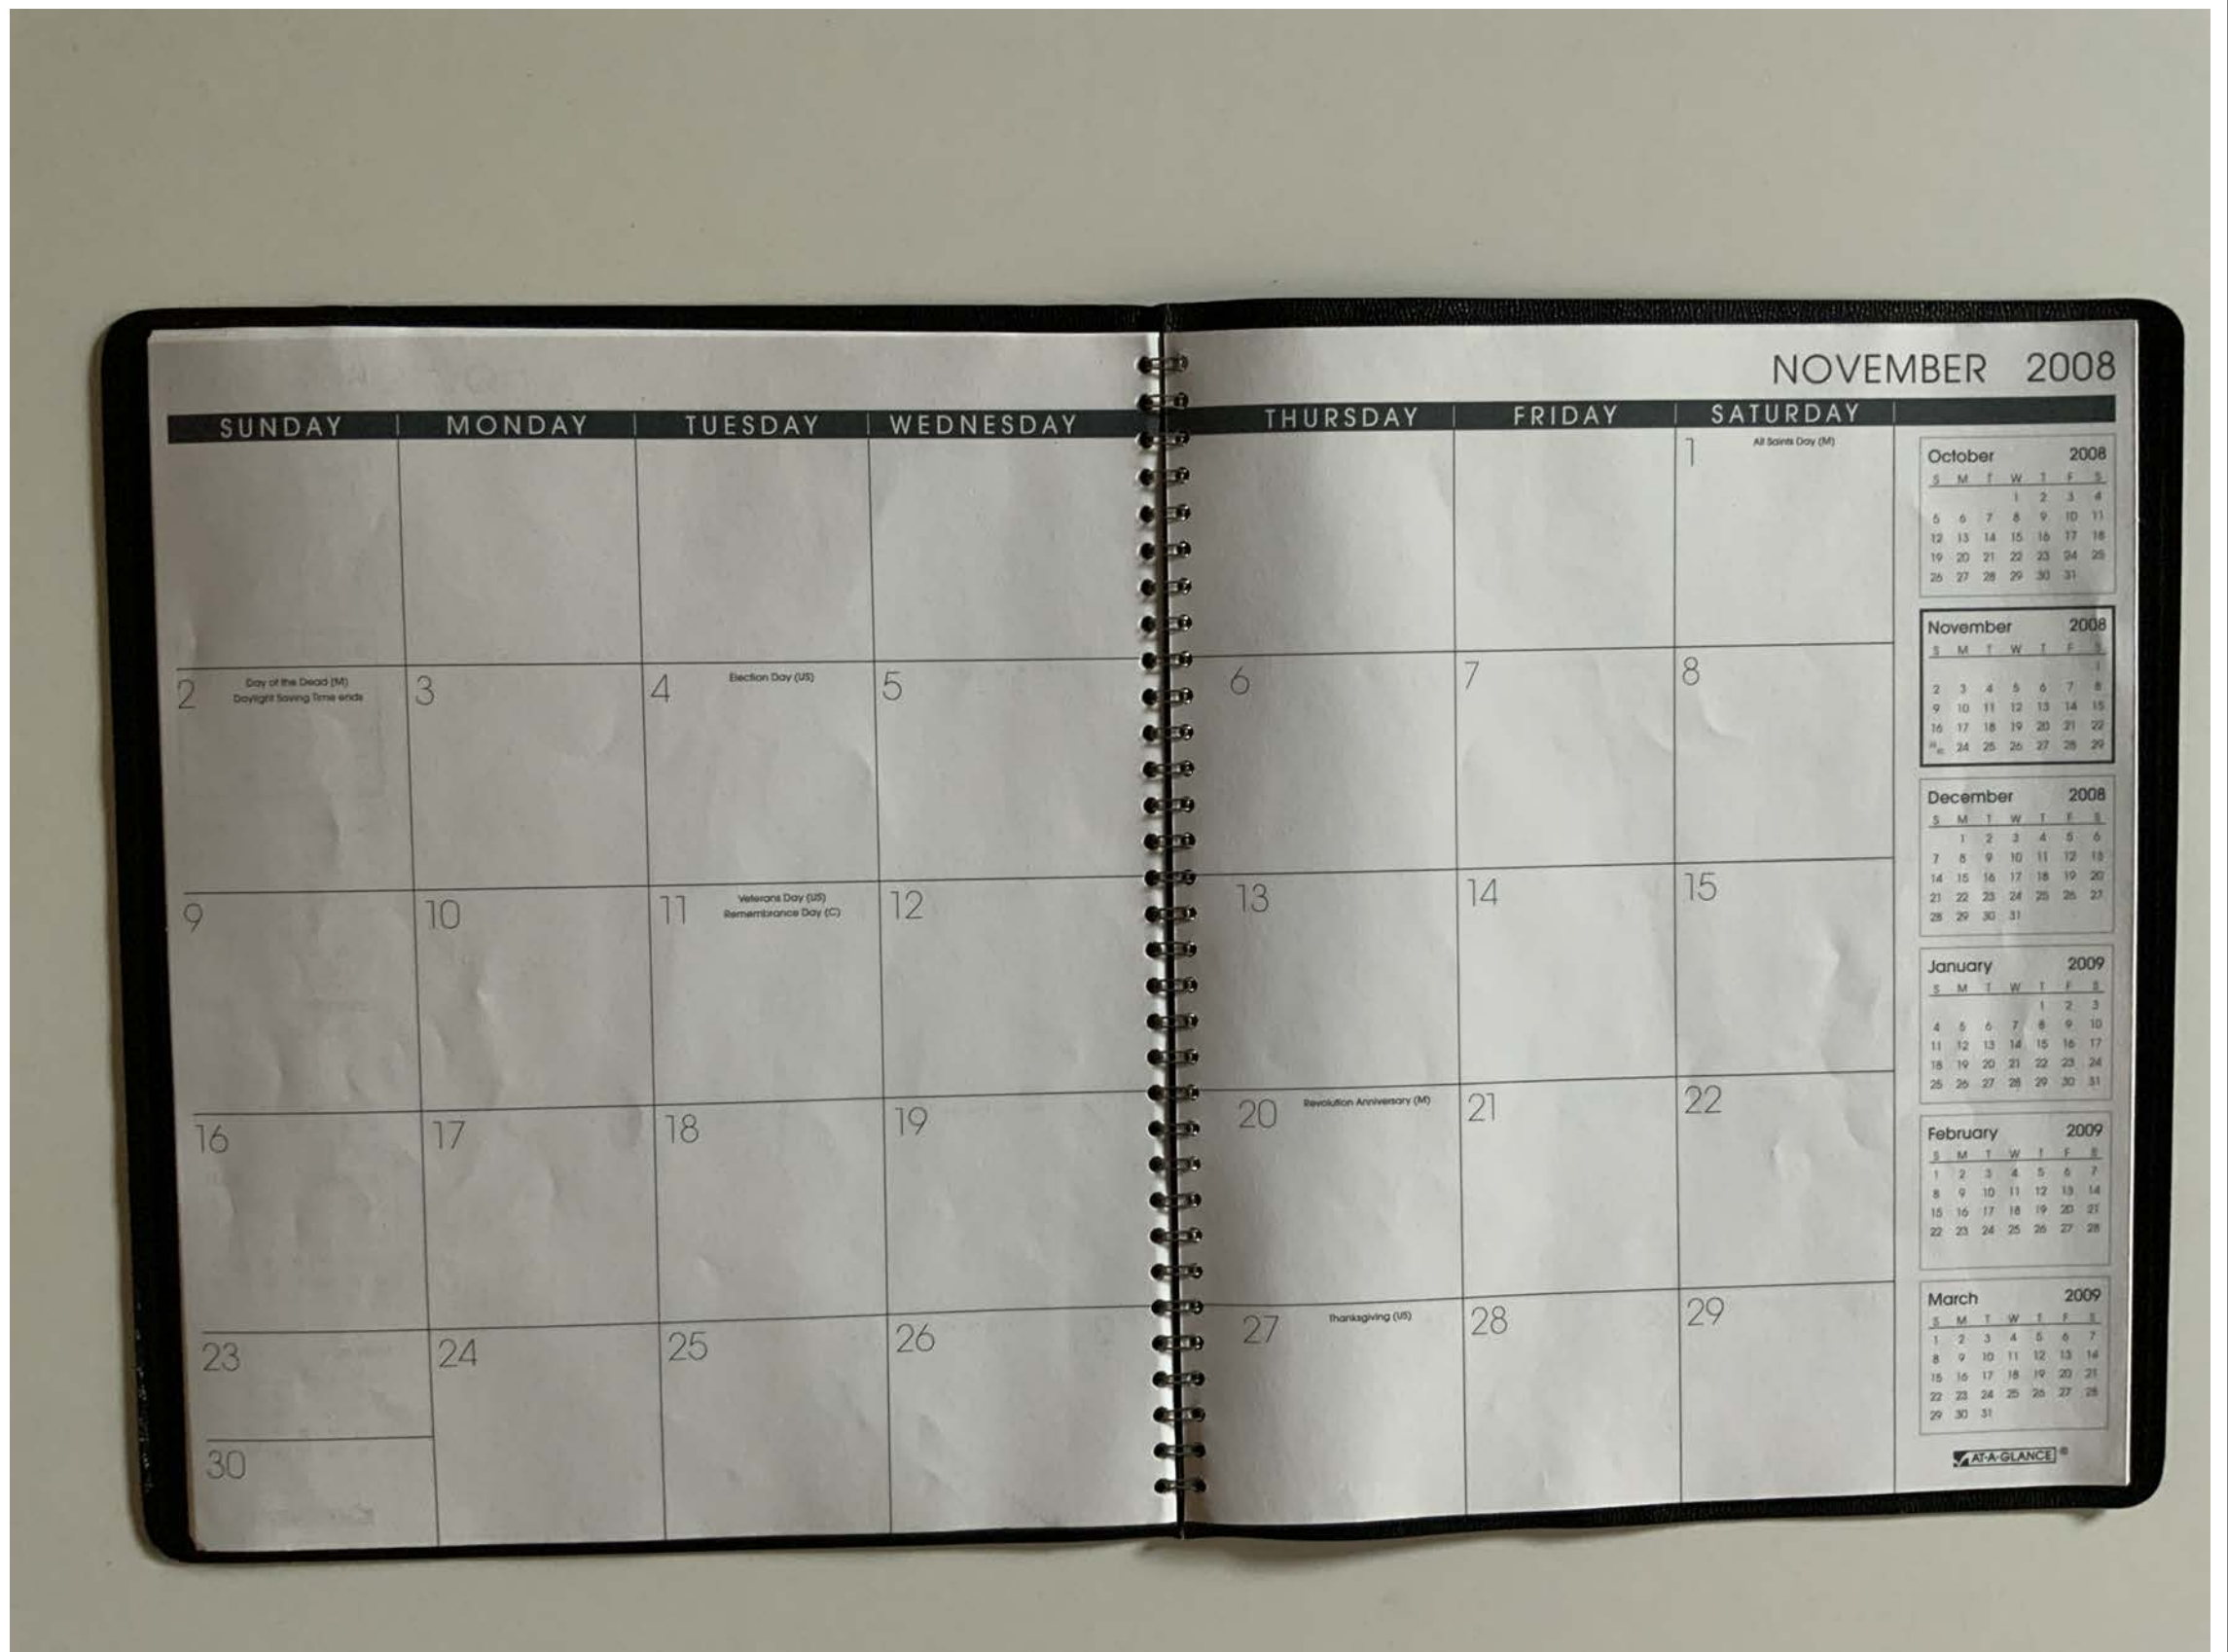 NOVEMBER 2008
SUNDAY MONDAY TUESDAY WEDNESDAY THURSDAY FRIDAY SATURDAY
1 All Saints Day (M)
2 Day of the Dead (M)
Daylight Saving Time ends
3
4 Election Day (US)
5
6
7
8
9
10
11 Veterans Day (US)
Remembrance Day (C)
12
13
14
15
16
17
18
19
20 Revolution Anniversary (M)
21
22
23
24
25
26
27 Thanksgiving (US)
28
29
30
October 2008
S M T W T F S
1 2 3 4
5 6 7 8 9 10 11
12 13 14 15 16 17 18
19 20 21 22 23 24 25
26 27 28 29 30 31
November 2008
S M T W T F S
1
2 3 4 5 6 7 8
9 10 11 12 13 14 15
16 17 18 19 20 21 22
24 25 26 27 28 29
December 2008
S M T W T F S
1 2 3 4 5 6
7 8 9 10 11 12 13
14 15 16 17 18 19 20
21 22 23 24 25 26 27
28 29 30 31
January 2009
S M T W T F S
1 2 3
4 5 6 7 8 9 10
11 12 13 14 15 16 17
18 19 20 21 22 23 24
25 26 27 28 29 30 31
February 2009
S M T W T F S
1 2 3 4 5 6 7
8 9 10 11 12 13 14
15 16 17 18 19 20 21
22 23 24 25 26 27 28
March 2009
S M T W T F S
1 2 3 4 5 6 7
8 9 10 11 12 13 14
15 16 17 18 19 20 21
22 23 24 25 26 27 28
29 30 31
AT-A-GLANCE ®